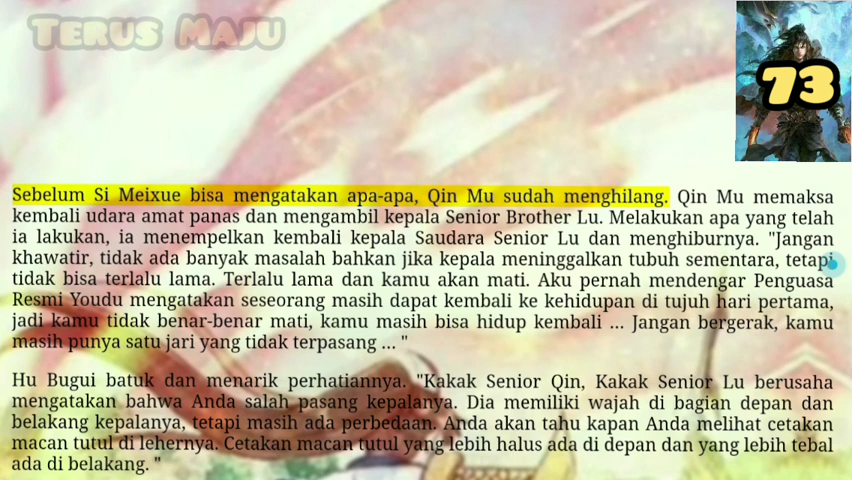 Terus Maju
73
Sebelum Si Meixue bisa mengatakan apa-apa, Qin Mu sudah menghilang. Qin Mu memaksa
kembali udara amat panas dan mengambil kepala Senior Brother Lu. Melakukan apa yang telah
ia lakukan, ia menempelkan kembali kepala Saudara Senior Lu dan menghiburnya. "Jangan
khawatir, tidak ada banyak masalah bahkan jika kepala meninggalkan tubuh sementara, tetapi
tidak bisa terlalu lama. Terlalu lama dan kamu akan mati. Aku pernah mendengar Penguasa
Resmi Youdu mengatakan seseorang masih dapat kembali ke kehidupan di tujuh hari pertama,
jadi kamu tidak benar-benar mati, kamu masih bisa hidup kembali ... Jangan bergerak, kamu
masih punya satu jari yang tidak terpasang ... "
Hu Bugui batuk dan menarik perhatiannya. "Kakak Senior Qin, Kakak Senior Lu berusaha
mengatakan bahwa Anda salah pasang kepalanya. Dia memiliki wajah di bagian depan dan
belakang kepalanya, tetapi masih ada perbedaan. Anda akan tahu kapan Anda melihat cetakan
macan tutul di lehernya. Cetakan macan tutul yang lebih halus ada di depan dan yang lebih tebal
ada di belakang. "